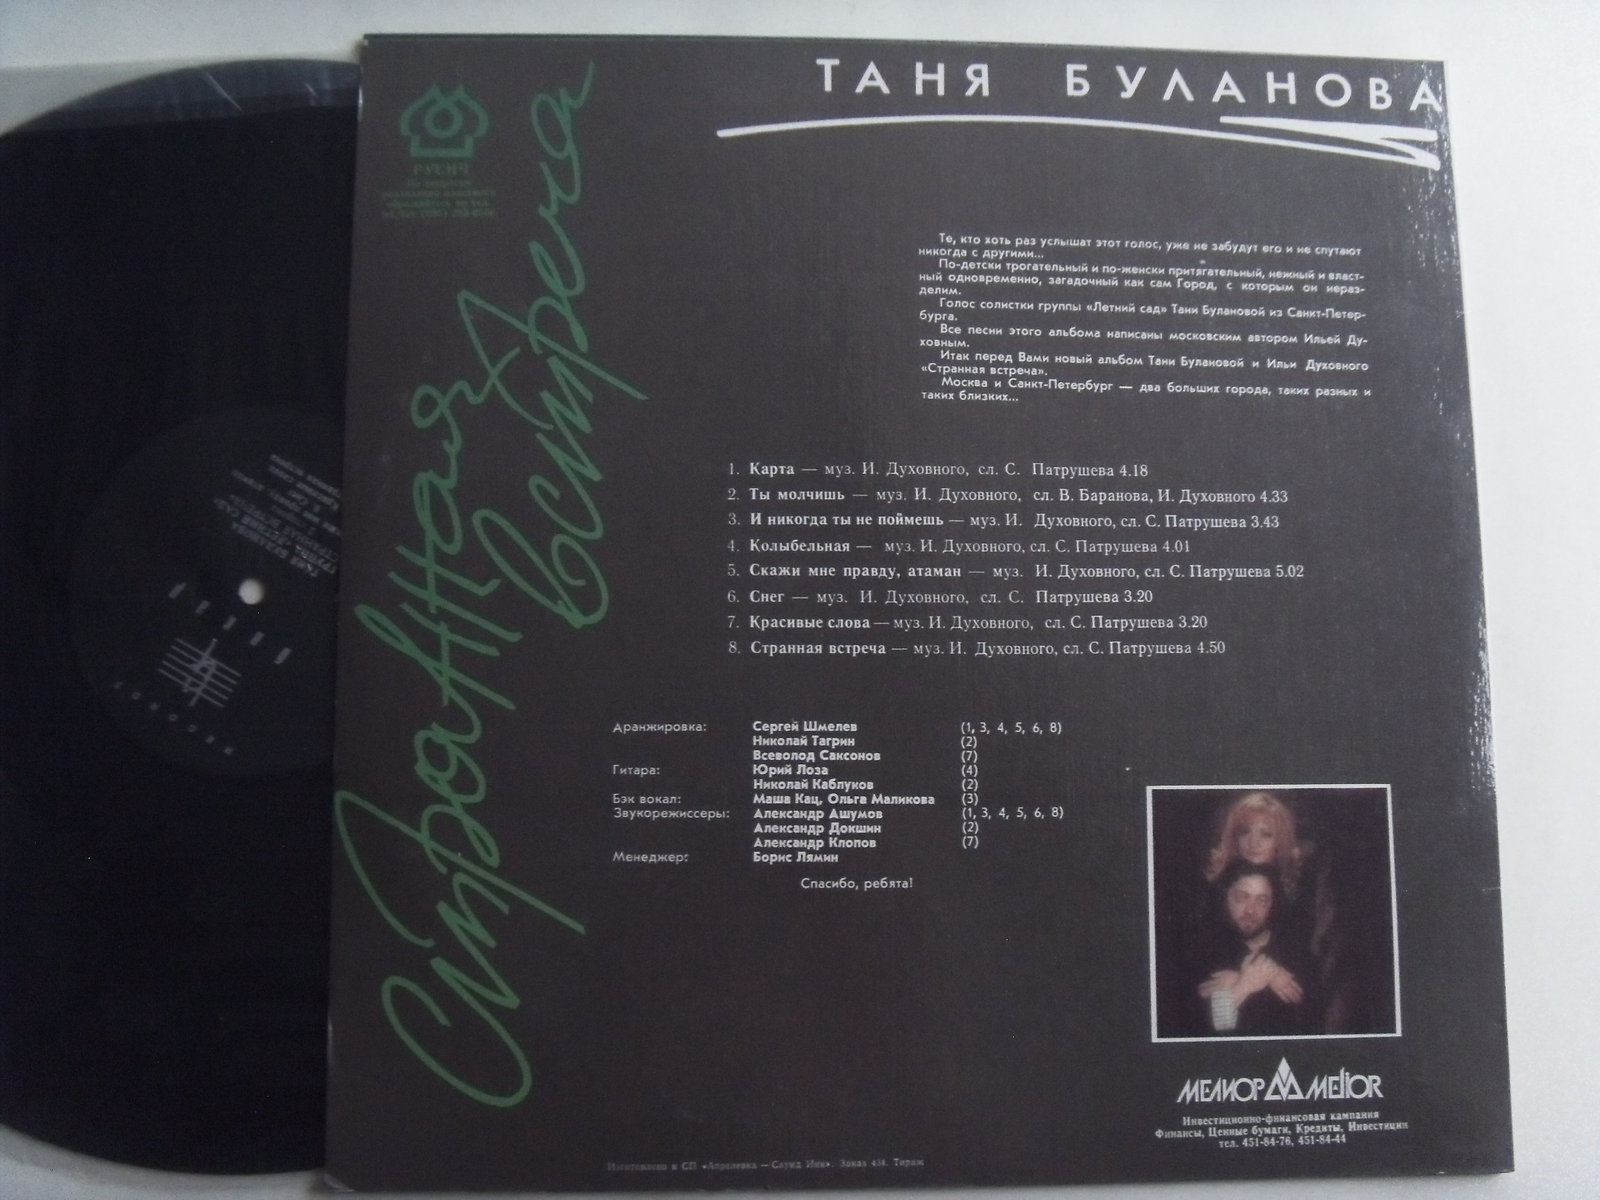 ТАНЯ БУЛАНОВА
РУСИЧ
Странная встреча
Те, кто хоть раз услышат этот голос, уже не забудут его и не спутают
никогда с другими...
По-детски трогательный и по-женски притягательный, нежный и власт-
ный одновременно, загадочный как сам Город, с которым он нераз-
делим.
Голос солистки группы «Летний сад» Тани Булановой из Санкт-Петер-
бурга.
Все песни этого альбома написаны московским автором Ильей Ду-
ховным.
Итак перед Вами новый альбом Тани Булановой и Ильи Духовного
«Странная встреча».
Москва и Санкт-Петербург — два больших города, таких разных и
таких близких...
1. Карта — муз. И. Духовного, сл. С. Патрушева 4.18
2. Ты молчишь — муз. И. Духовного, сл. В. Баранова, И. Духовного 4.33
3. И никогда ты не поймешь — муз. И. Духовного, сл. С. Патрушева 3.43
4. Колыбельная — муз. И. Духовного, сл. С. Патрушева 4.01
5. Скажи мне правду, атаман — муз. И. Духовного, сл. С. Патрушева 5.02
6. Снег — муз. И. Духовного, сл. С. Патрушева 3.20
7. Красивые слова — муз. И. Духовного, сл. С. Патрушева 3.20
8. Странная встреча — муз. И. Духовного, сл. С. Патрушева 4.50
Аранжировка: Сергей Шмелев (1, 3, 4, 5, 6, 8)
Николай Тагрин (2)
Всеволод Саксонов (7)
Гитара: Юрий Лоза (4)
Николай Каблуков (2)
Бэк вокал: Маша Кац, Ольга Маликова (3)
Звукорежиссеры: Александр Ашумов (1, 3, 4, 5, 6, 8)
Александр Докшин (2)
Александр Клопов (7)
Менеджер: Борис Лямин
Спасибо, ребята!
МЕЛИОР MELIOR
Инвестиционно-финансовая кампания
Финансы, Ценные бумаги, Кредиты, Инвестиции
тел. 451-84-76, 451-84-44
Изготовлено в СП «Апрелевка — Саунд Инк». Заказ 434. Тираж
RECORDS